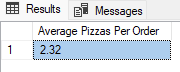 Results Messages
Average Pizzas Per Order
1 2.32